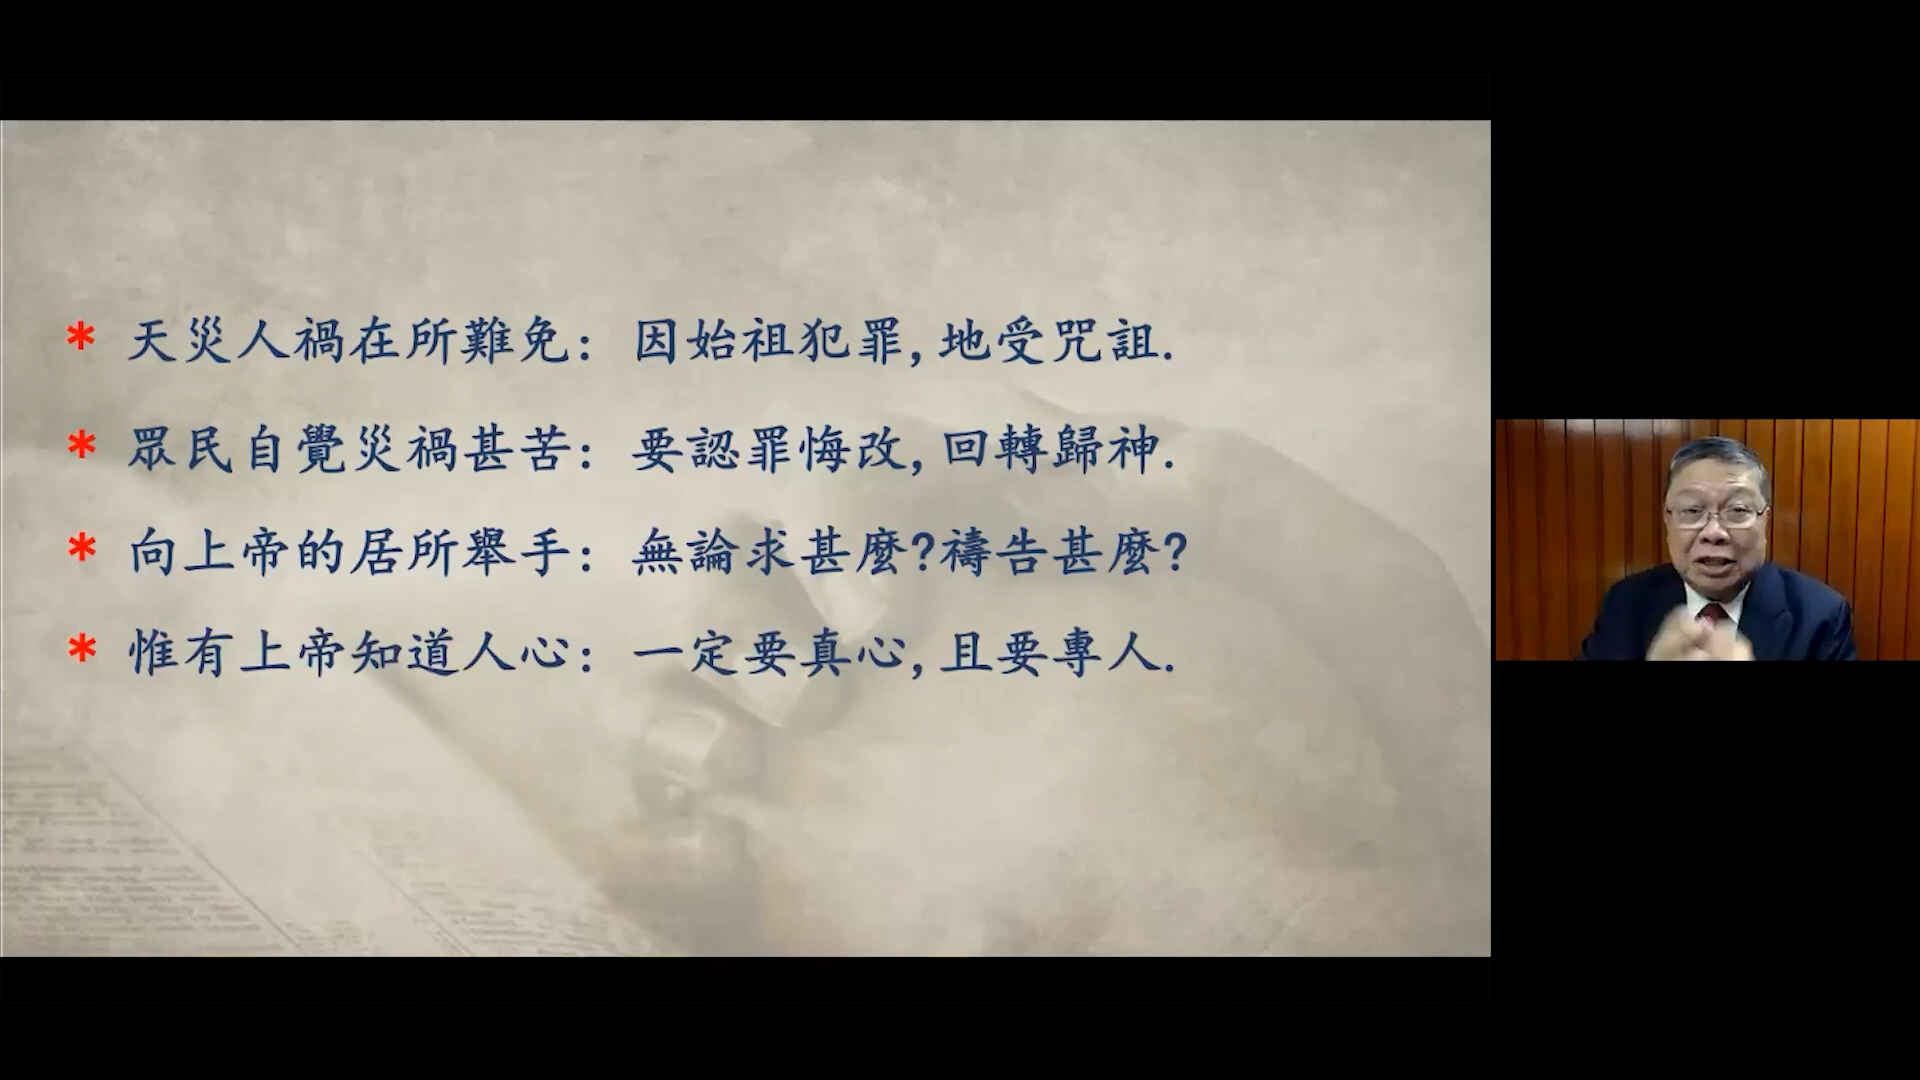 * 天災人禍在所難免: 因始祖犯罪,地受咒詛.
* 眾民自覺災禍甚苦: 要認罪悔改,回轉歸神.
* 向上帝的居所舉手: 無論求甚麼?禱告甚麼?
* 惟有上帝知道人心: 一定要真心,且要專人.